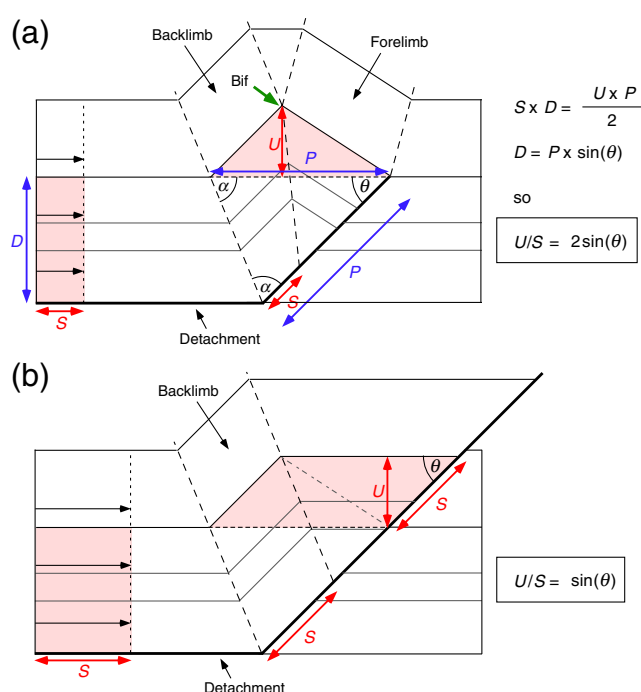 (a)
Backlimb
Forelimb
Bif
U
P
α
θ
D
P
α
S
S
Detachment
S x D = U x P / 2
D = P x sin(θ)
so
U/S = 2sin(θ)
(b)
Backlimb
θ
U
S
S
S
Detachment
U/S = sin(θ)